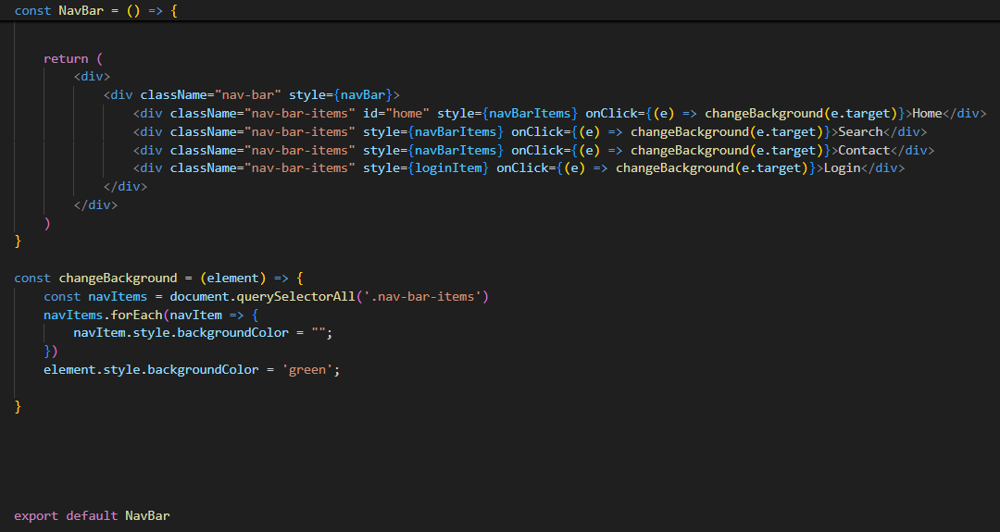 const NavBar = () => {
    return (
        <div>
            <div className="nav-bar" style={navBar}>
                <div className="nav-bar-items" id="home" style={navBarItems} onClick={(e) => changeBackground(e.target)}>Home</div>
                <div className="nav-bar-items" style={navBarItems} onClick={(e) => changeBackground(e.target)}>Search</div>
                <div className="nav-bar-items" style={navBarItems} onClick={(e) => changeBackground(e.target)}>Contact</div>
                <div className="nav-bar-items" style={loginItem} onClick={(e) => changeBackground(e.target)}>Login</div>
            </div>
        </div>
    )
}
const changeBackground = (element) => {
    const navItems = document.querySelectorAll('.nav-bar-items')
    navItems.forEach(navItem => {
        navItem.style.backgroundColor = "";
    })
    element.style.backgroundColor = 'green';
}
export default NavBar